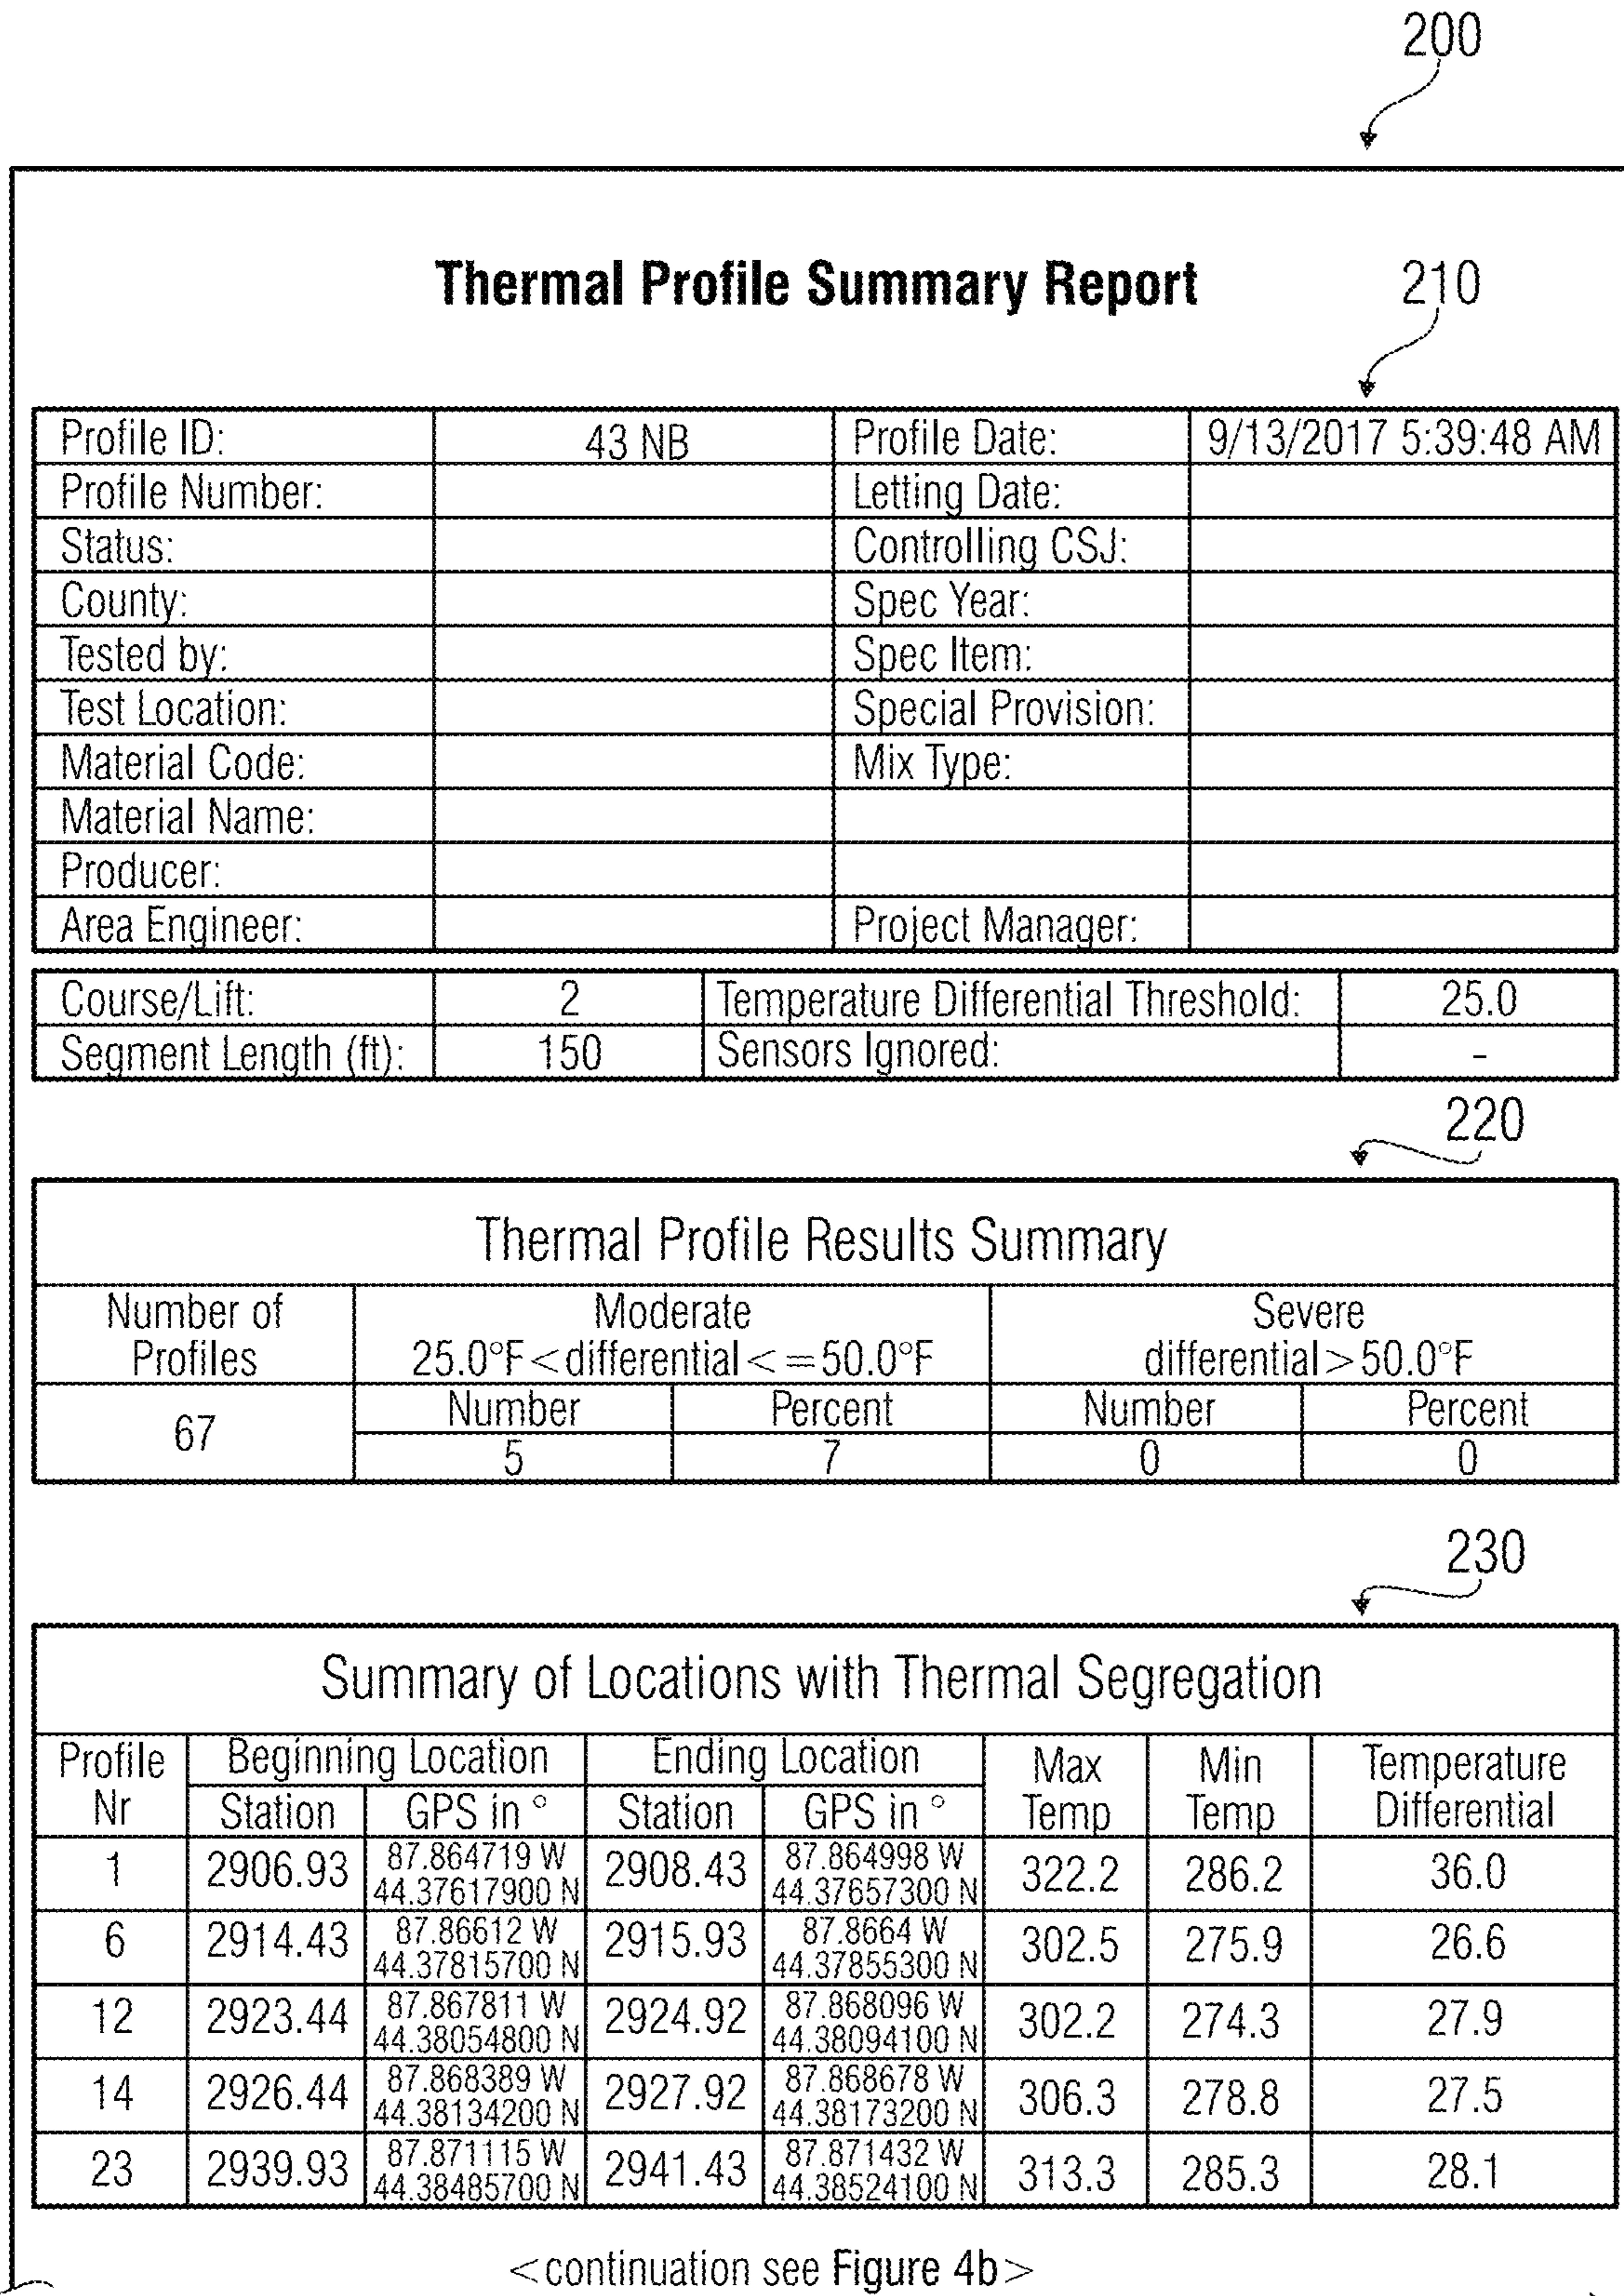 200
Thermal Profile Summary Report
210
Profile ID: 43 NB Profile Date: 9/13/2017 5:39:48 AM
Profile Number: Letting Date:
Status: Controlling CSJ:
County: Spec Year:
Tested by: Spec Item:
Test Location: Special Provision:
Material Code: Mix Type:
Material Name:
Producer:
Area Engineer: Project Manager:
Course/Lift: 2 Temperature Differential Threshold: 25.0
Segment Length (ft): 150 Sensors Ignored: -
220
Thermal Profile Results Summary
Number of Profiles Moderate Severe
25.0°F<differential<=50.0°F differential>50.0°F
Number Percent Number Percent
67 5 7 0 0
230
Summary of Locations with Thermal Segregation
Profile Nr Beginning Location Ending Location Max Temp Min Temp Temperature Differential
Station GPS in ° Station GPS in °
1 2906.93 87.864719 W 44.37617900 N 2908.43 87.864998 W 44.37657300 N 322.2 286.2 36.0
6 2914.43 87.86612 W 44.37815700 N 2915.93 87.8664 W 44.37855300 N 302.5 275.9 26.6
12 2923.44 87.867811 W 44.38054800 N 2924.92 87.868096 W 44.38094100 N 302.2 274.3 27.9
14 2926.44 87.868389 W 44.38134200 N 2927.92 87.868678 W 44.38173200 N 306.3 278.8 27.5
23 2939.93 87.871115 W 44.38485700 N 2941.43 87.871432 W 44.38524100 N 313.3 285.3 28.1
<continuation see Figure 4b>